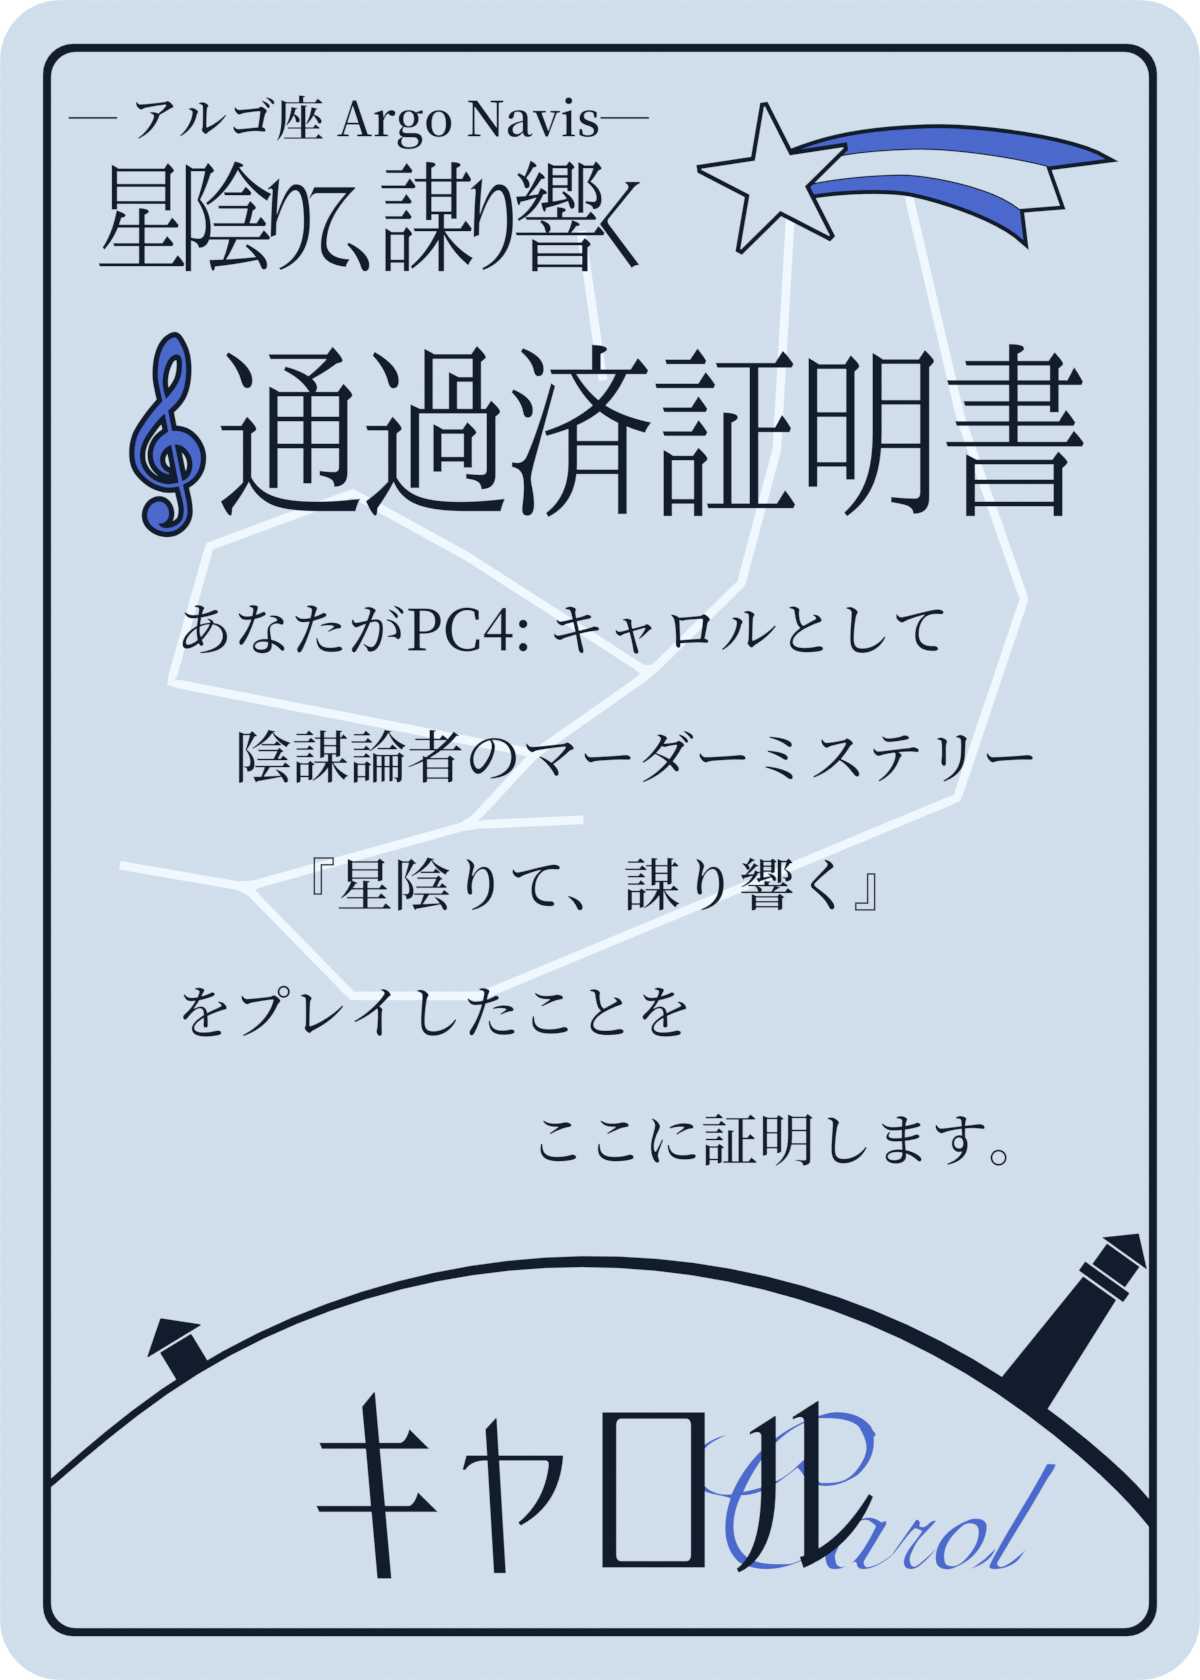 — アルゴ座 Argo Navis—
星陰りて、謀り響く
通過済証明書
あなたがPC4: キャロルとして
陰謀論者のマーダーミステリー
『星陰りて、謀り響く』
をプレイしたことを
ここに証明します。
キャロル
Carol